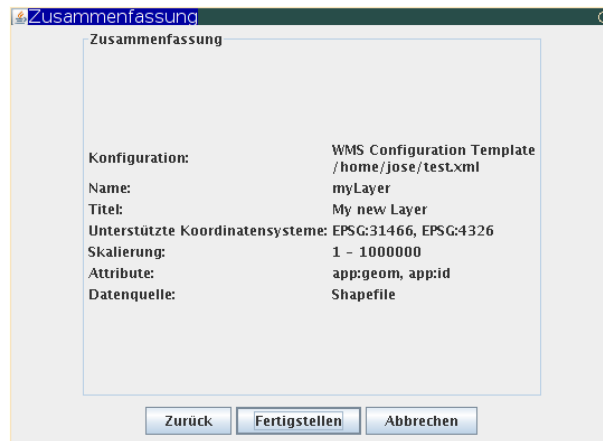 Zusammenfassung
Zusammenfassung
Konfiguration: WMS Configuration Template
/home/jose/test.xml
Name: myLayer
Titel: My new Layer
Unterstützte Koordinatensysteme: EPSG:31466, EPSG:4326
Skalierung: 1 - 1000000
Attribute: app:geom, app:id
Datenquelle: Shapefile
Zurück Fertigstellen Abbrechen